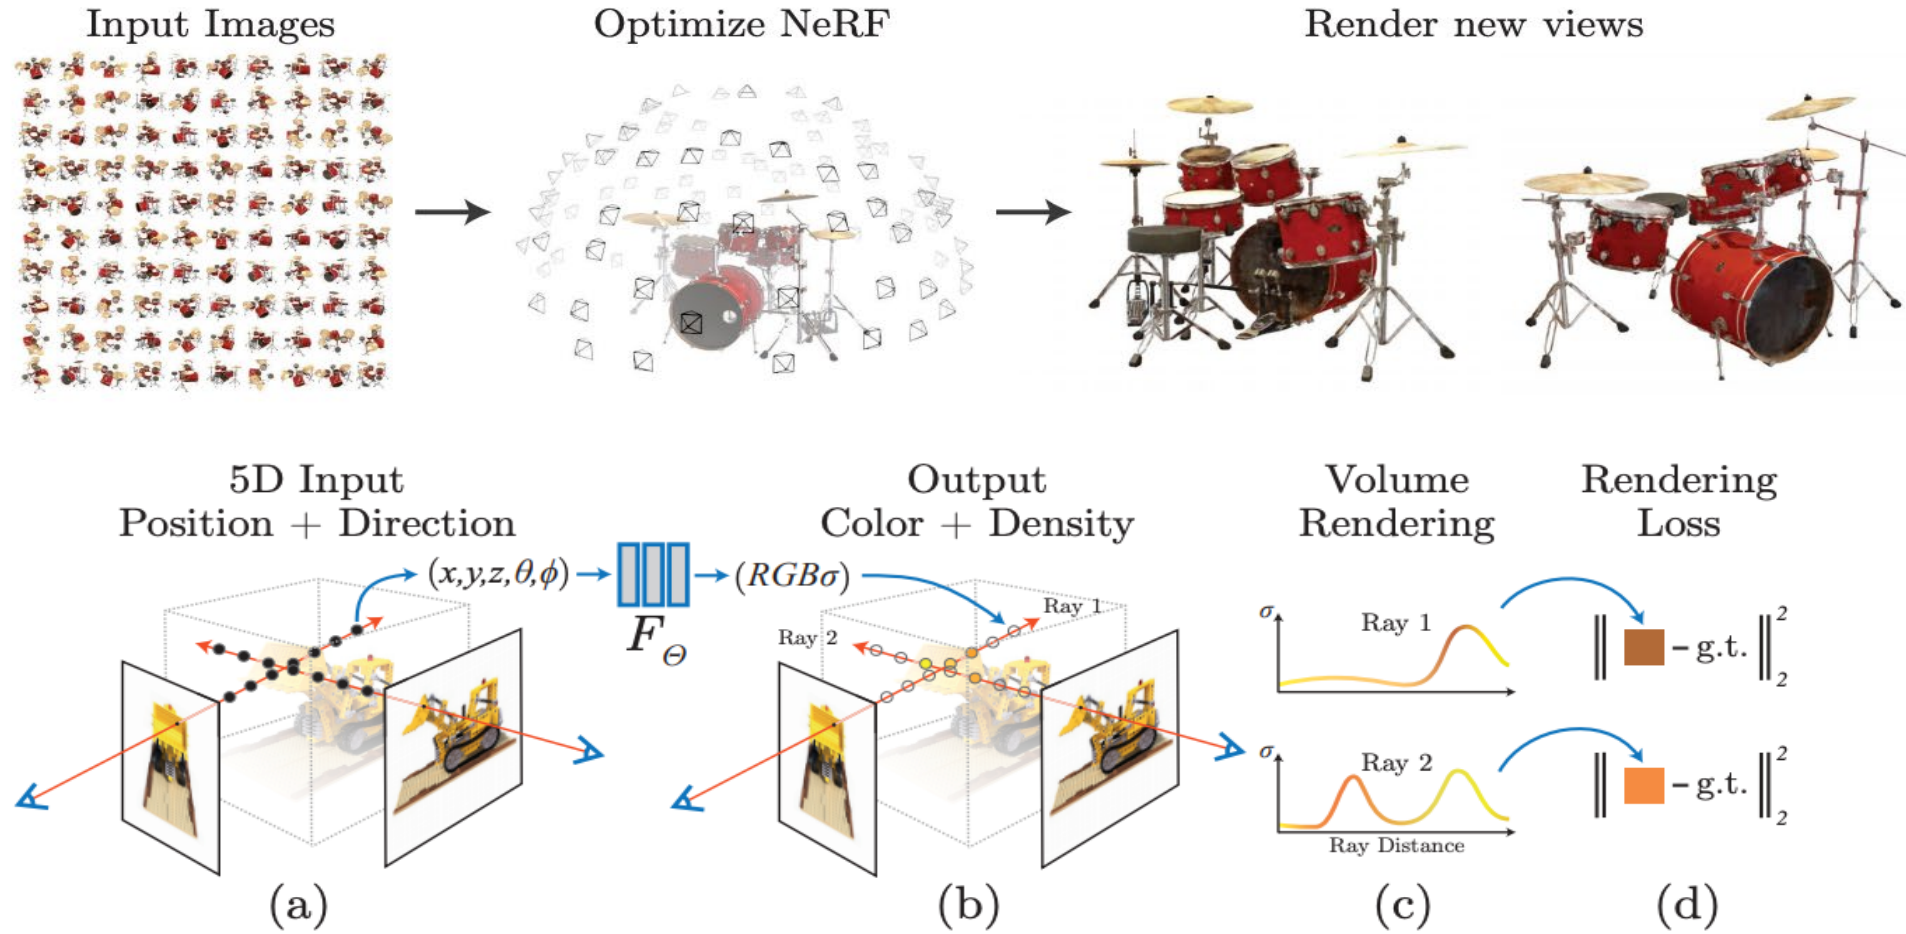 Input Images
Optimize NeRF
Render new views
5D Input
Position + Direction
Output
Color + Density
Volume
Rendering
Rendering
Loss
(x,y,z,θ,ϕ)
F_Θ
(RGBσ)
Ray 1
Ray 2
σ
Ray 1
‖ - g.t. ‖²₂
σ
Ray 2
Ray Distance
‖ - g.t. ‖²₂
(a)
(b)
(c)
(d)